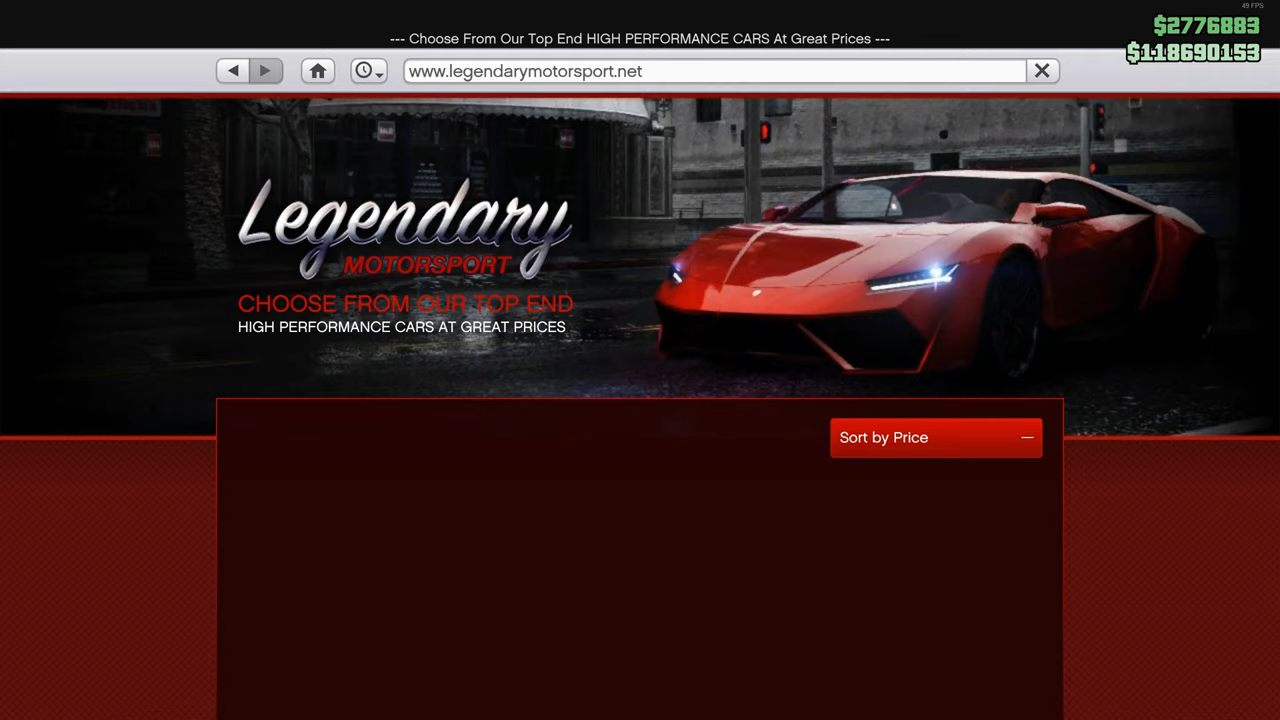 49 FPS
$2776883
--- Choose From Our Top End HIGH PERFORMANCE CARS At Great Prices ---
$118690153
www.legendarymotorsport.net
Legendary
MOTORSPORT
CHOOSE FROM OUR TOP END
HIGH PERFORMANCE CARS AT GREAT PRICES
Sort by Price